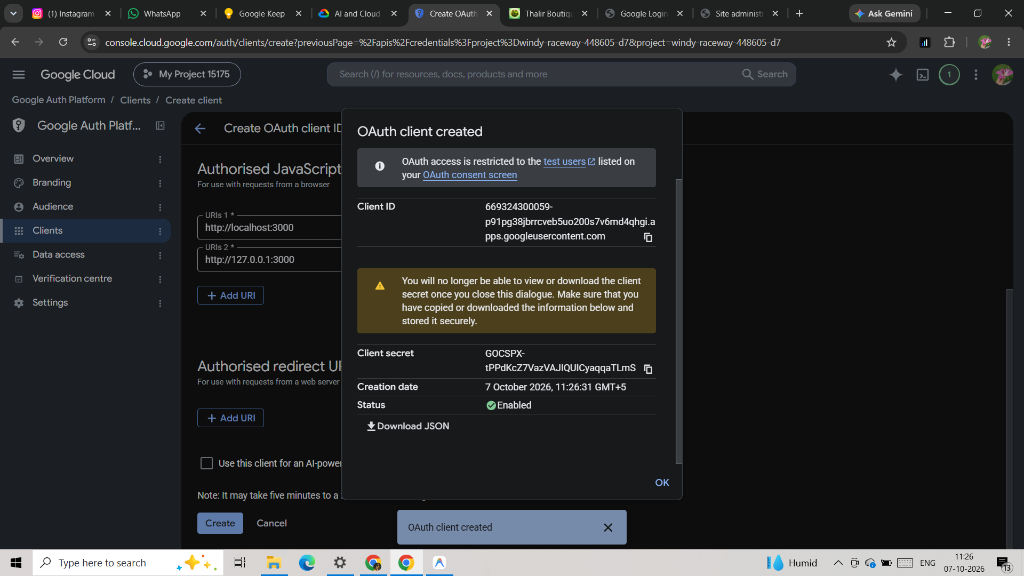 (1) Instagram
WhatsApp
Google Keep
AI and Cloud
Create OAuth
Thalir Boutiq
Google Login
Site administ
Ask Gemini
console.cloud.google.com/auth/clients/create?previousPage=%2Fapis%2Fcredentials%3Fproject%3Dwindy-raceway-448605-d7&project=windy-raceway-448605-d7
Google Cloud
My Project 15175
Search (/) for resources, docs, products and more
Search
1
Google Auth Platform / Clients / Create client
Google Auth Platf...
Overview
Branding
Audience
Clients
Data access
Verification centre
Settings
Create OAuth client ID
Authorised JavaScript
For use with requests from a browser
URIs 1 *
http://localhost:3000
URIs 2 *
http://127.0.0.1:3000
+ Add URI
Authorised redirect UR
For use with requests from a web server
+ Add URI
Use this client for an AI-power
Note: It may take five minutes to a
Create
Cancel
OAuth client created
OAuth access is restricted to the test users listed on
your OAuth consent screen
Client ID
669324300059-
p91pg38jbrrcveb5uo200s7v6md4qhgi.a
pps.googleusercontent.com
You will no longer be able to view or download the client
secret once you close this dialogue. Make sure that you
have copied or downloaded the information below and
stored it securely.
Client secret
GOCSPX-
Creation date
7 October 2026, 11:26:31 GMT+5
Status
Enabled
Download JSON
OK
OAuth client created
Type here to search
Humid
ENG
11:26
07-10-2026
13